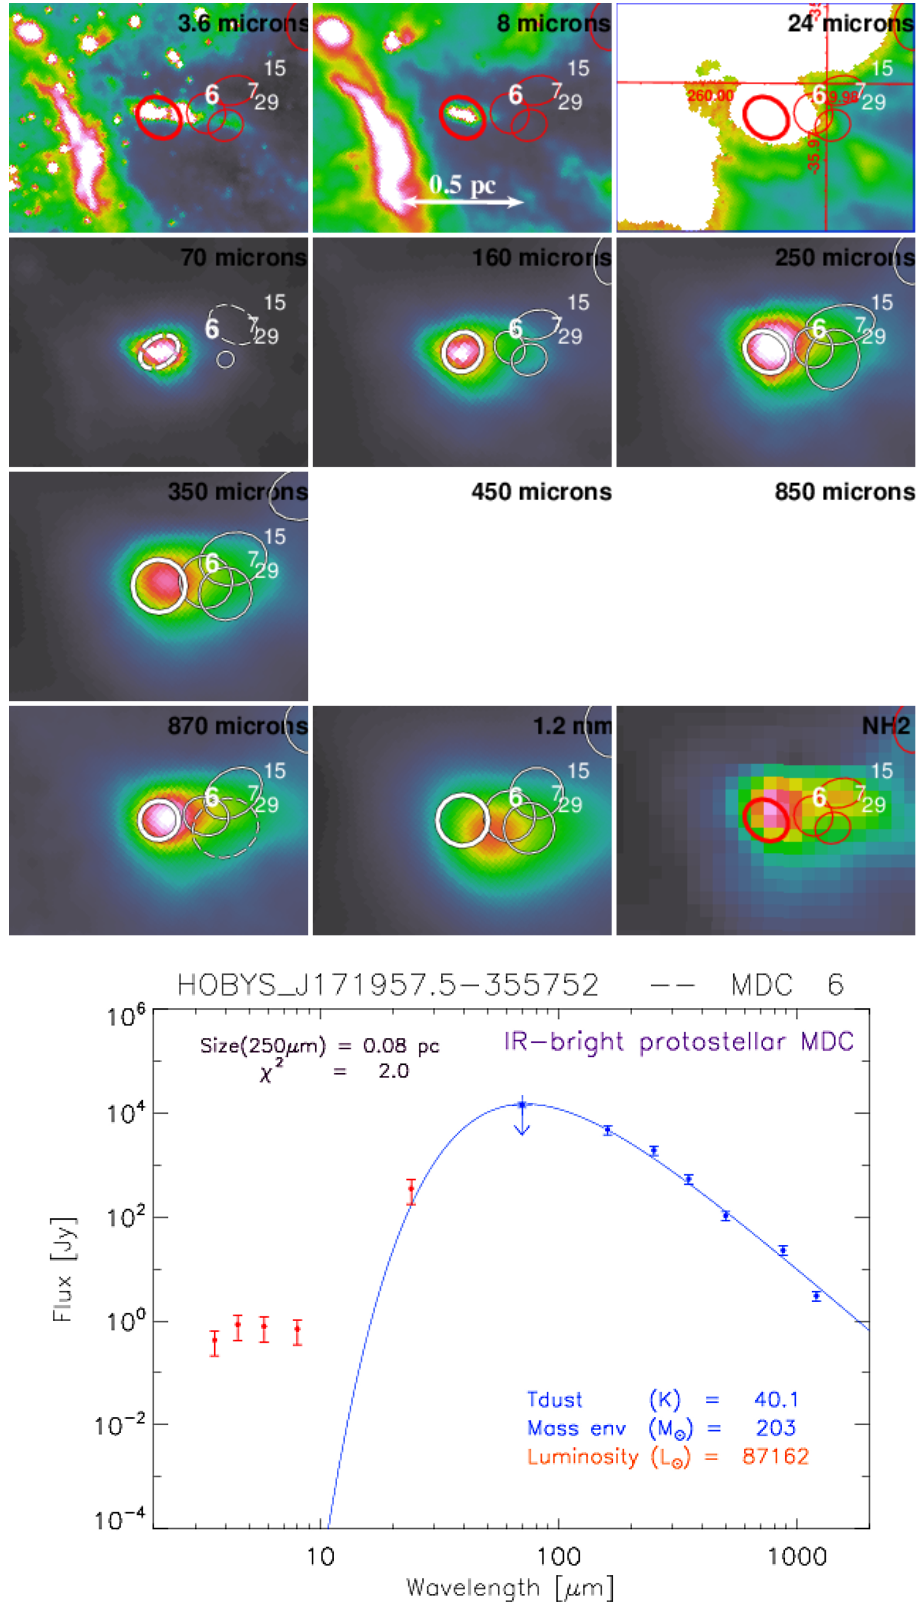 3.6 microns
15
6 7
29
8 microns
15
6 7
29
0.5 pc
24 microns
15
260.00
6 7
29
9.98
-35.97
70 microns
15
6 7
29
160 microns
15
6 7
29
250 microns
15
6 7
29
350 microns
15
6 7
29
450 microns
850 microns
870 microns
15
6 7
29
1.2 mm
15
6 7
29
NH2
15
6 7
29
HOBYS_J171957.5-355752 -- MDC 6
Size(250μm) = 0.08 pc
χ² = 2.0
IR-bright protostellar MDC
10⁶
10⁴
10²
10⁰
10⁻²
10⁻⁴
Flux [Jy]
Tdust (K) = 40.1
Mass env (M☉) = 203
Luminosity (L☉) = 87162
10 100 1000
Wavelength [μm]